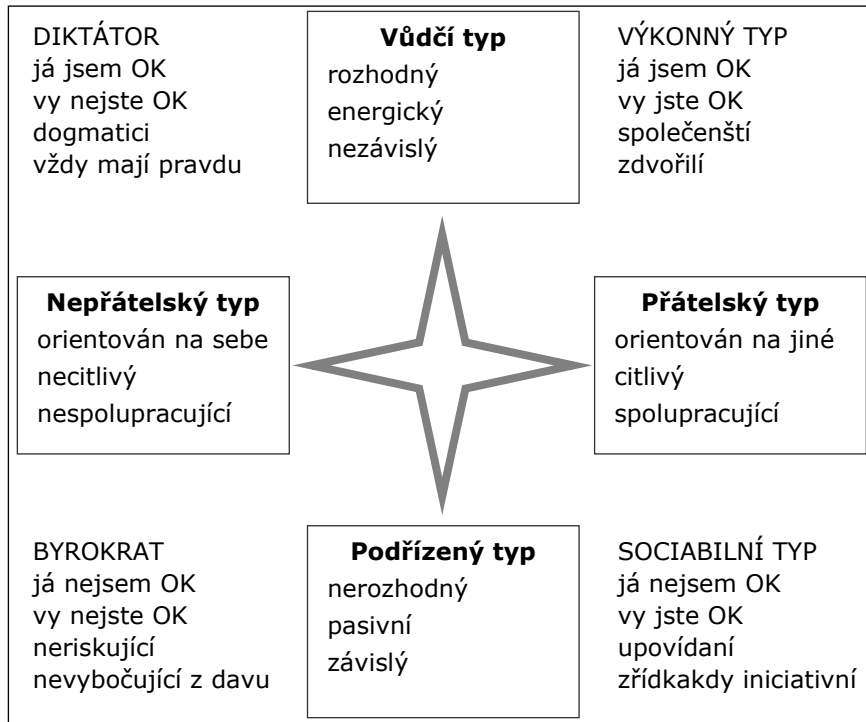 DIKTÁTOR
já jsem OK
vy nejste OK
dogmatici
vždy mají pravdu
Vůdčí typ
rozhodný
energický
nezávislý
VÝKONNÝ TYP
já jsem OK
vy jste OK
společenští
zdvořilí
Nepřátelský typ
orientován na sebe
necitlivý
nespolupracující
Přátelský typ
orientován na jiné
citlivý
spolupracující
BYROKRAT
já nejsem OK
vy nejste OK
neriskující
nevybočující z davu
Podřízený typ
nerozhodný
pasivní
závislý
SOCIABILNÍ TYP
já nejsem OK
vy jste OK
upovídaní
zřídkakdy iniciativní